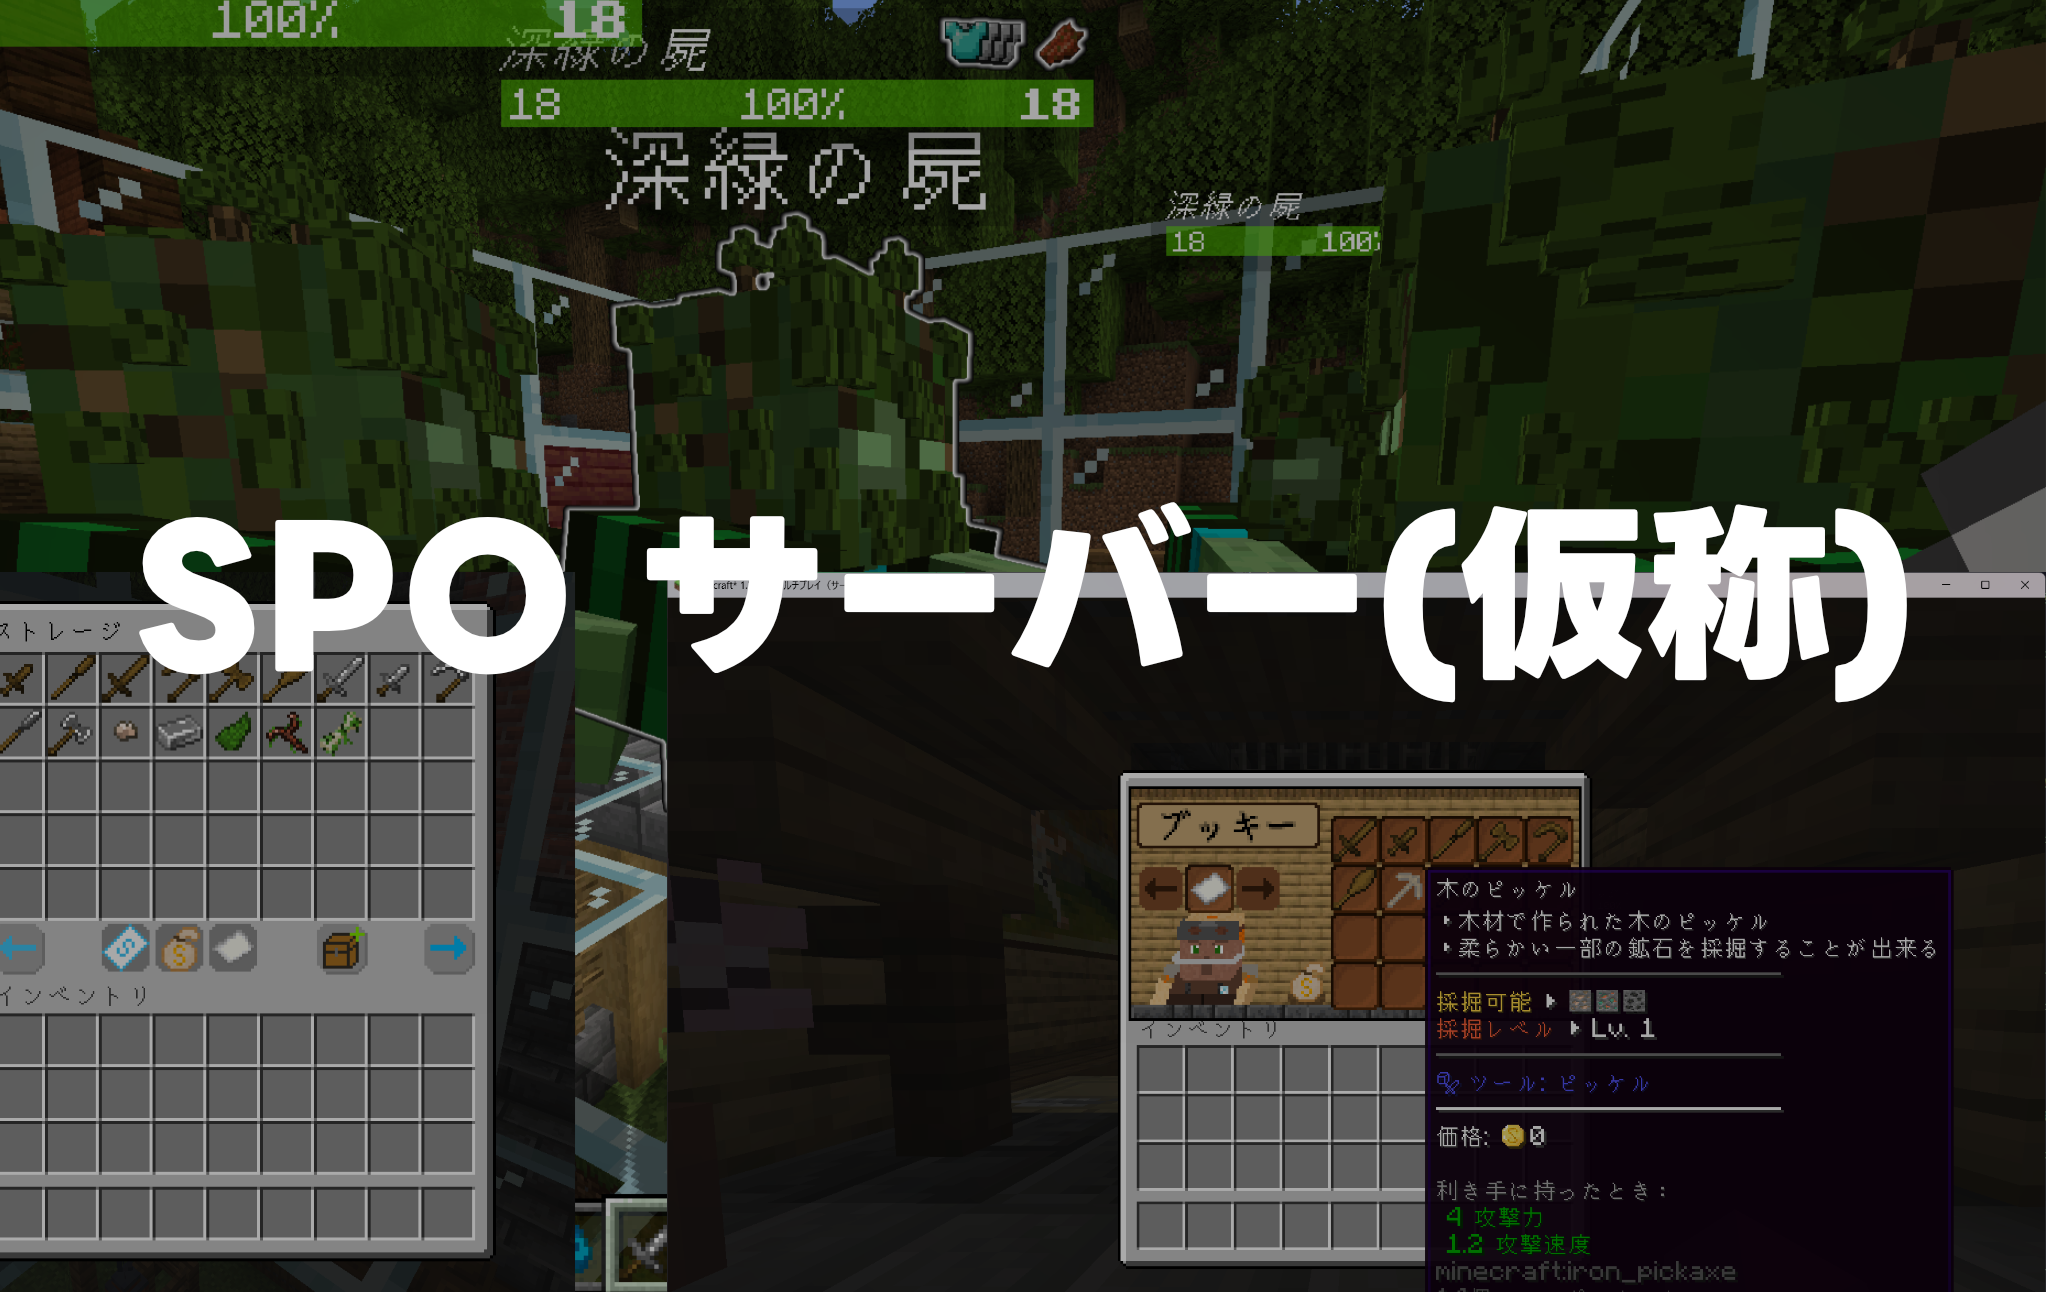 100% 18
深緑の屍
18 100% 18
深緑の屍
深緑の屍
18 100%
SPO サーバー(仮称)
ストレージ
インベントリ
ブッキー
インベントリ
木のピッケル
木材で作られた木のピッケル
柔らかい一部の鉱石を採掘することが出来る
採掘可能
採掘レベル Lv. 1
ツール: ピッケル
価格: 0
利き手に持ったとき：
4 攻撃力
1.2 攻撃速度
minecraft:iron_pickaxe